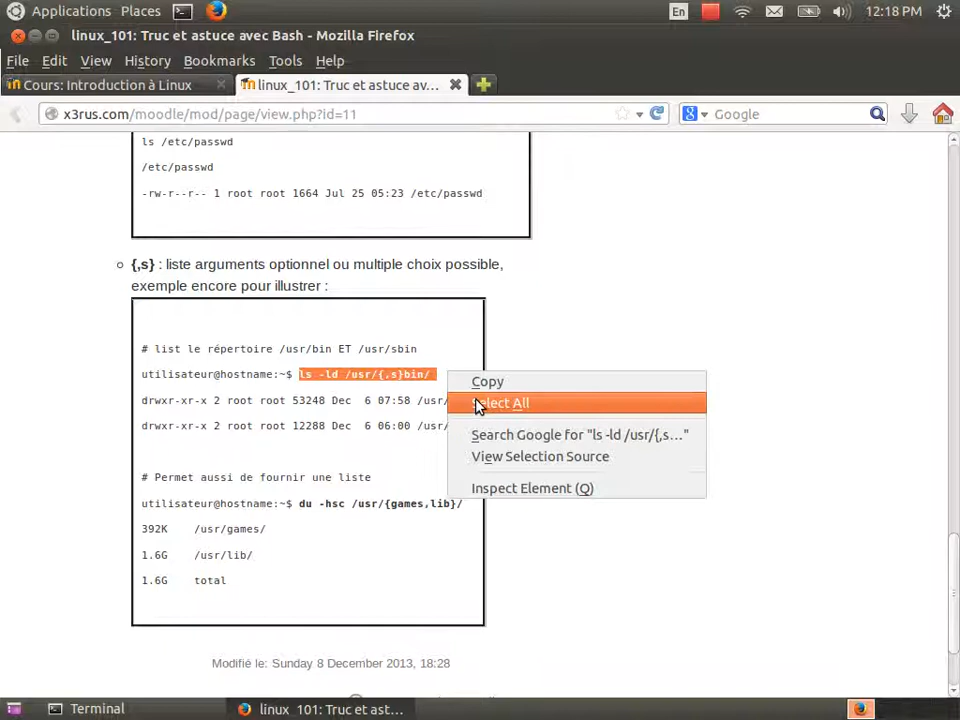 Applications Places En 12:18 PM
linux_101: Truc et astuce avec Bash - Mozilla Firefox
File Edit View History Bookmarks Tools Help
Cours: Introduction à Linux linux_101: Truc et astuce av...
x3rus.com/moodle/mod/page/view.php?id=11 Google
ls /etc/passwd
/etc/passwd
-rw-r--r-- 1 root root 1664 Jul 25 05:23 /etc/passwd
{,s} : liste arguments optionnel ou multiple choix possible,
exemple encore pour illustrer :
# list le répertoire /usr/bin ET /usr/sbin
utilisateur@hostname:~$ ls -ld /usr/{,s}bin/
drwxr-xr-x 2 root root 53248 Dec 6 07:58 /usr/
drwxr-xr-x 2 root root 12288 Dec 6 06:00 /usr/
Copy
Select All
Search Google for "ls -ld /usr/{,s..."
View Selection Source
Inspect Element (Q)
# Permet aussi de fournir une liste
utilisateur@hostname:~$ du -hsc /usr/{games,lib}/
392K /usr/games/
1.6G /usr/lib/
1.6G total
Modifié le: Sunday 8 December 2013, 18:28
Terminal linux_101: Truc et ast...